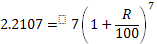 2.2107 = □ 7(1 + R/100)⁷